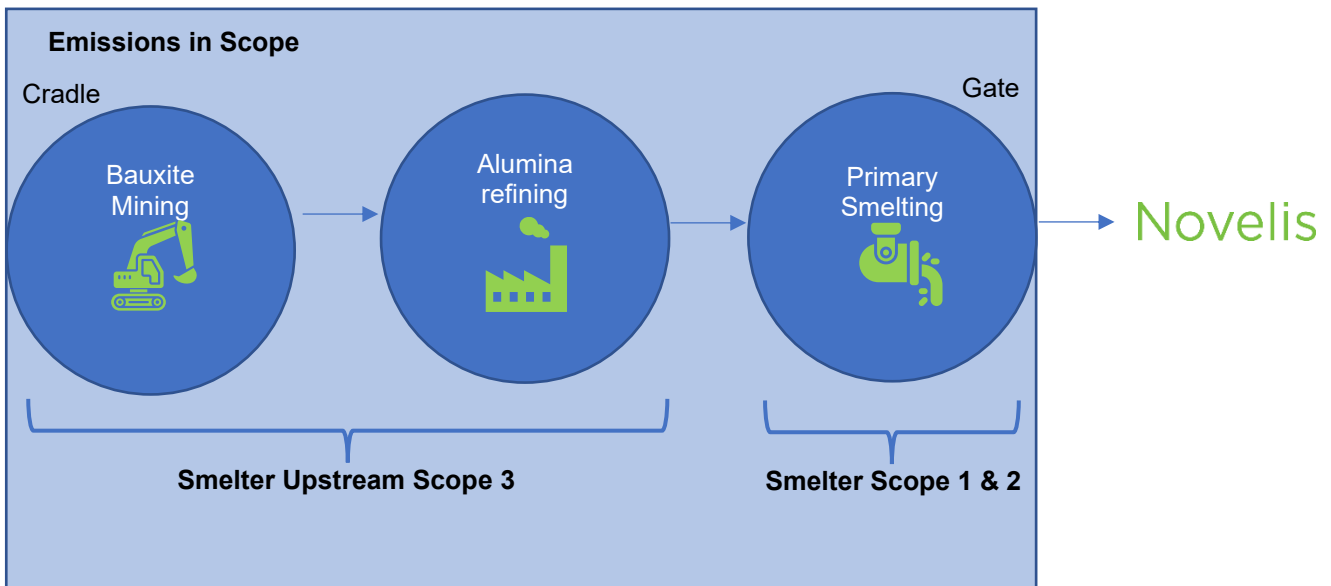 Emissions in Scope
Cradle
Gate
Bauxite
Mining
Alumina
refining
Primary
Smelting
Novelis
Smelter Upstream Scope 3
Smelter Scope 1 & 2